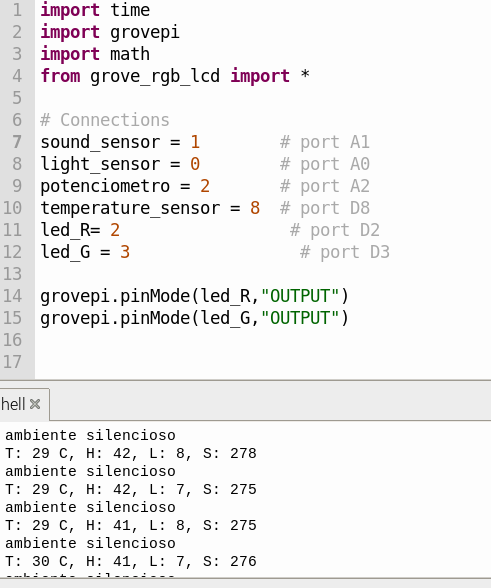 1 import time
2 import grovepi
3 import math
4 from grove_rgb_lcd import *
5
6 # Connections
7 sound_sensor = 1        # port A1
8 light_sensor = 0        # port A0
9 potenciometro = 2       # port A2
10 temperature_sensor = 8  # port D8
11 led_R= 2                 # port D2
12 led_G = 3                 # port D3
13
14 grovepi.pinMode(led_R,"OUTPUT")
15 grovepi.pinMode(led_G,"OUTPUT")
16
17
hell ✖
ambiente silencioso
T: 29 C, H: 42, L: 8, S: 278
ambiente silencioso
T: 29 C, H: 42, L: 7, S: 275
ambiente silencioso
T: 29 C, H: 41, L: 8, S: 275
ambiente silencioso
T: 30 C, H: 41, L: 7, S: 276